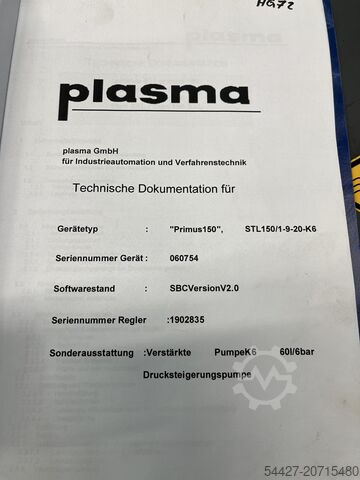 HG72
plasma
plasma GmbH
für Industrieautomation und Verfahrenstechnik
Technische Dokumentation für
Gerätetyp : "Primus150", STL150/1-9-20-K6
Seriennummer Gerät : 060754
Softwarestand : SBCVersionV2.0
Seriennummer Regler :1902835
Sonderausstattung :Verstärkte PumpeK6 60l/6bar
Drucksteigerungspumpe
54427-20715480